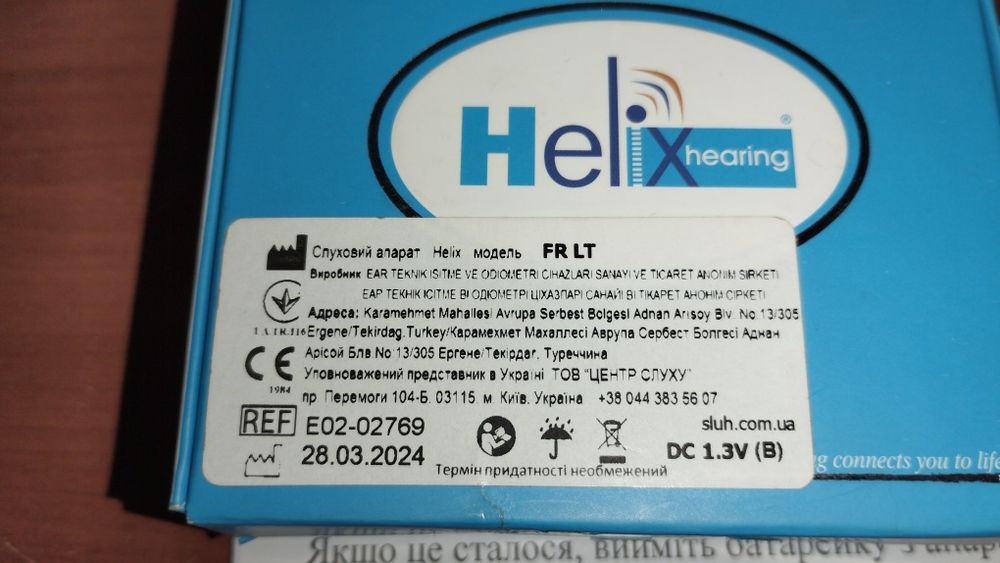 Helix hearing ®
Слуховий апарат Helix модель FR LT
Виробник EAR TEKNIK ISITME VE ODIOMETRI CIHAZLARI SANAYI VE TICARET ANONIM SIRKETI
ЕАР ТЕКНІК ІСІТМЕ ВІ ОДІОМЕТРІ ЦІХАЗЛАРІ САНАЙІ ВІ ТІКАРЕТ АНОНІМ СІРКЕТІ
Адреса: Karamehmet Mahallesi Avrupa Serbest Bolgesi Adnan Arısoy Blv. No 13/305
Ergene/Tekirdag.Turkey/Карамехмет Махаллесі Аврупа Сербест Болгесі Аднан
Арісой Блв No 13/305 Ергене/Текірдаг, Туреччина
Уповноважений представник в Україні ТОВ "ЦЕНТР СЛУХУ"
пр. Перемоги 104-Б. 03115. м. Київ. Україна +38 044 383 56 07
CE
1984
REF E02-02769
sluh.com.ua
28.03.2024
DC 1.3V (B)
Термін придатності необмежений
connects you to life
Якщо це сталося, вийміть батарейку з